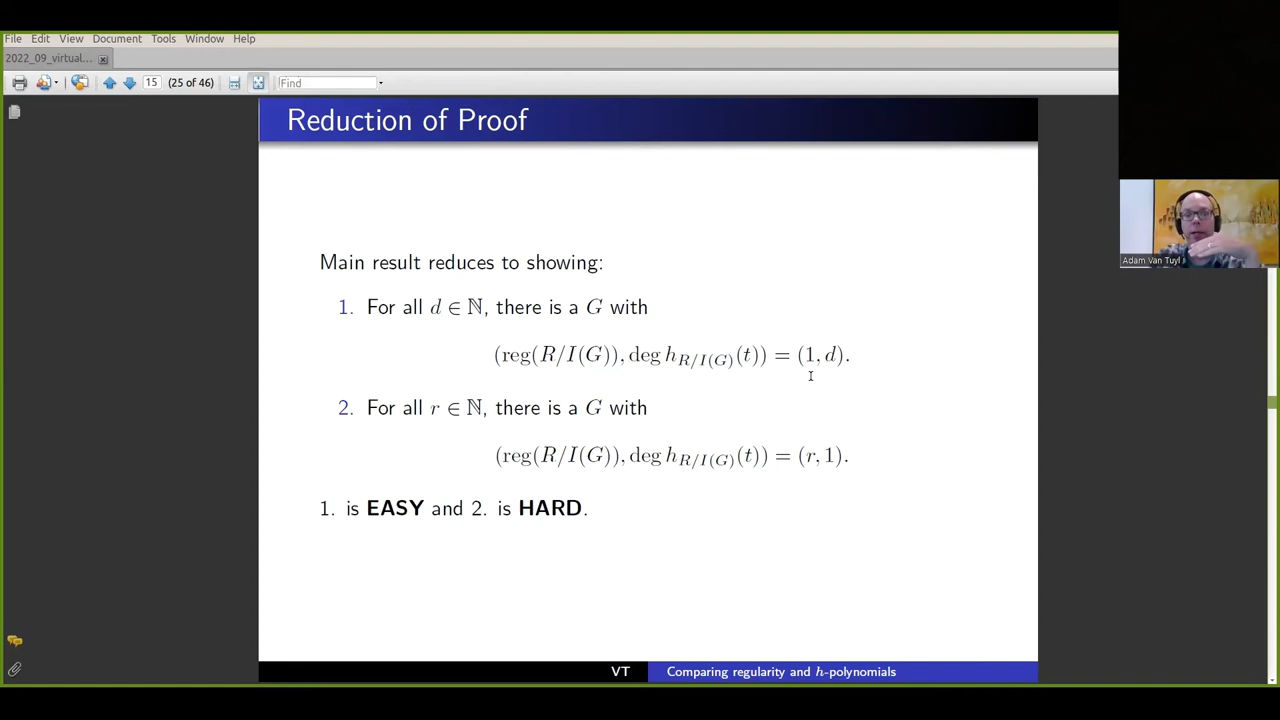 File Edit View Document Tools Window Help
2022_09_virtual...
15 (25 of 46) Find
Reduction of Proof
Main result reduces to showing:
1. For all d ∈ ℕ, there is a G with
(reg(R/I(G)), deg h_{R/I(G)}(t)) = (1, d).
2. For all r ∈ ℕ, there is a G with
(reg(R/I(G)), deg h_{R/I(G)}(t)) = (r, 1).
1. is EASY and 2. is HARD.
VT Comparing regularity and h-polynomials
Adam Van Tuyl